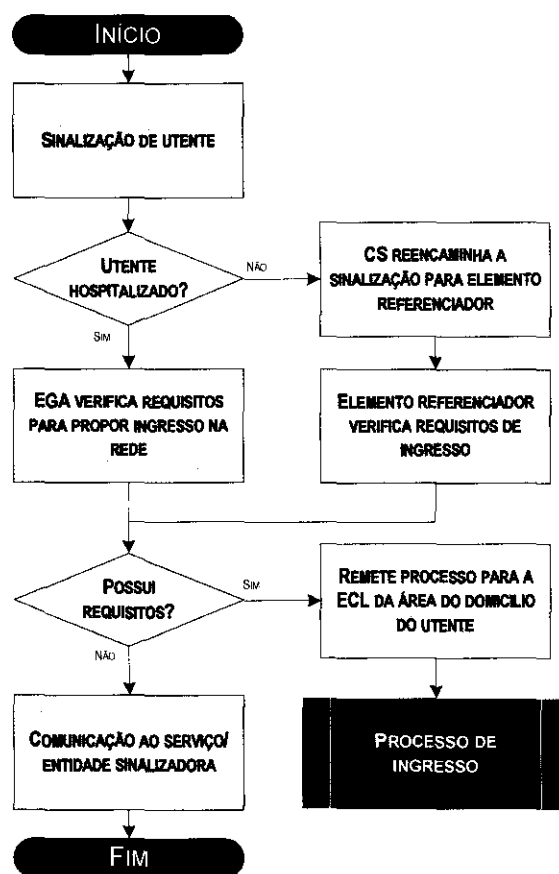 INÍCIO
SINALIZAÇÃO DE UTENTE
UTENTE
HOSPITALIZADO?
NÃO
CS REENCAMINHA A
SINALIZAÇÃO PARA ELEMENTO
REFERENCIADOR
SIM
EGA VERIFICA REQUISITOS
PARA PROPOR INGRESSO NA
REDE
ELEMENTO REFERENCIADOR
VERIFICA REQUISITOS DE
INGRESSO
POSSUI
REQUISITOS?
SIM
REMETE PROCESSO PARA A
ECL DA ÁREA DO DOMICILIO
DO UTENTE
NÃO
COMUNICAÇÃO AO SERVIÇO/
ENTIDADE SINALIZADORA
PROCESSO DE
INGRESSO
FIM